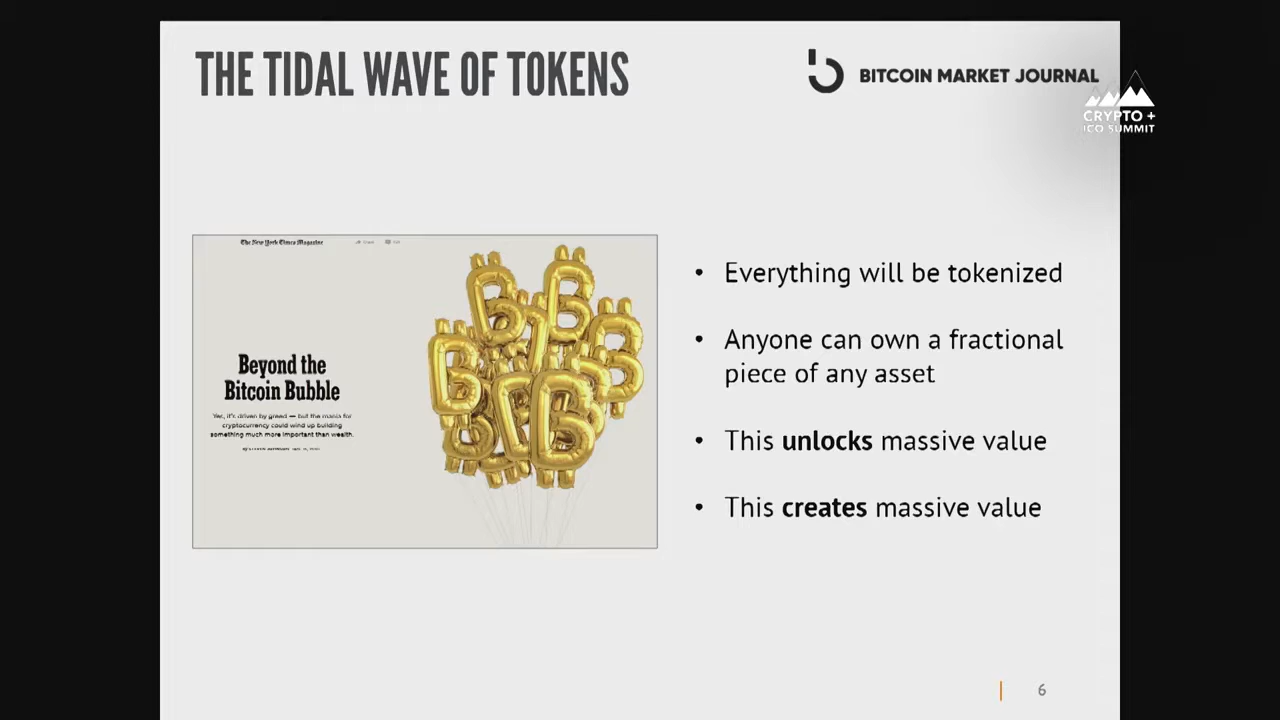 THE TIDAL WAVE OF TOKENS
BITCOIN MARKET JOURNAL
CRYPTO +
ICO SUMMIT
The New York Times Magazine
Beyond the
Bitcoin Bubble
Yes, it's driven by greed — but the mania for
cryptocurrency could wind up building
something much more important than wealth.
• Everything will be tokenized
• Anyone can own a fractional
piece of any asset
• This unlocks massive value
• This creates massive value
6